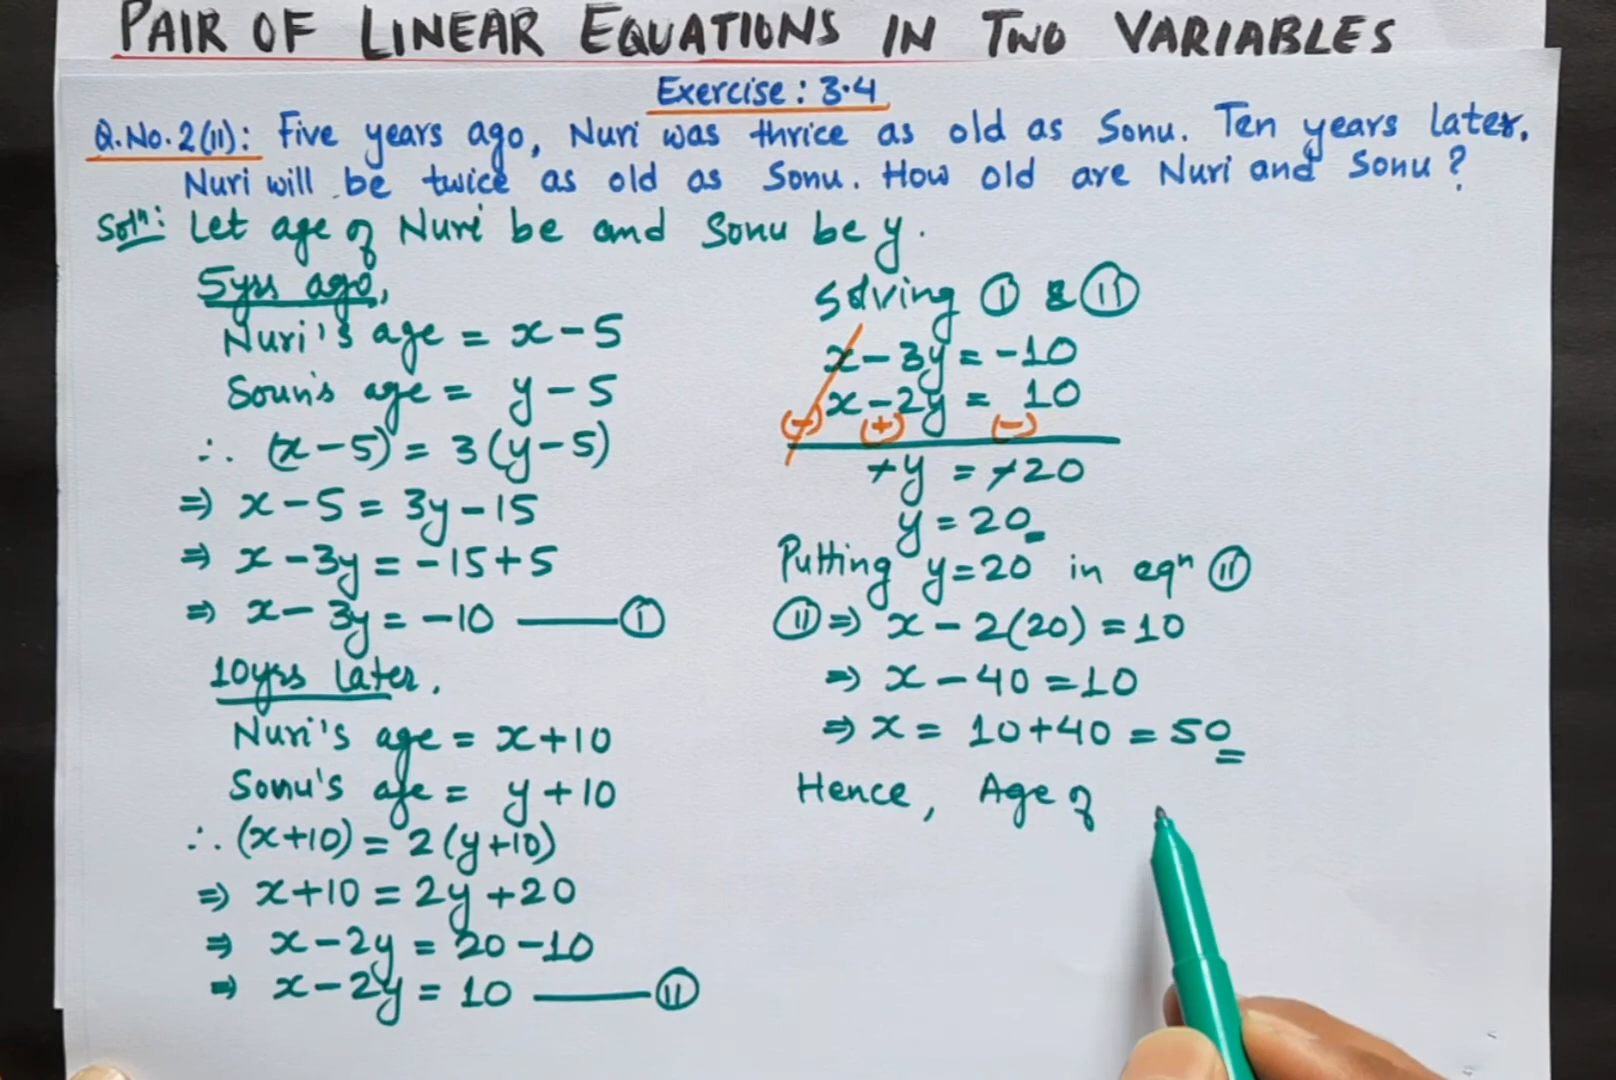 PAIR OF LINEAR EQUATIONS IN TWO VARIABLES
Exercise: 3.4
Q.No.2(II): Five years ago, Nuri was thrice as old as Sonu. Ten years later,
Nuri will be twice as old as Sonu. How old are Nuri and Sonu?
Solⁿ: Let age of Nuri be and Sonu be y.
5yrs ago,
Nuri's age = x-5
Soun's age = y-5
∴ (x-5) = 3(y-5)
⇒ x-5 = 3y-15
⇒ x-3y = -15+5
⇒ x-3y = -10 —— (I)
10yrs later,
Nuri's age = x+10
Sonu's age = y+10
∴ (x+10) = 2(y+10)
⇒ x+10 = 2y+20
⇒ x-2y = 20-10
⇒ x-2y = 10 —— (II)
Solving (I) & (II)
x-3y = -10
x-2y = 10
(-) (+) (-)
-y = -20
y = 20
Putting y=20 in eqⁿ (II)
(II) ⇒ x-2(20) = 10
⇒ x-40 = 10
⇒ x = 10+40 = 50
Hence, Age of